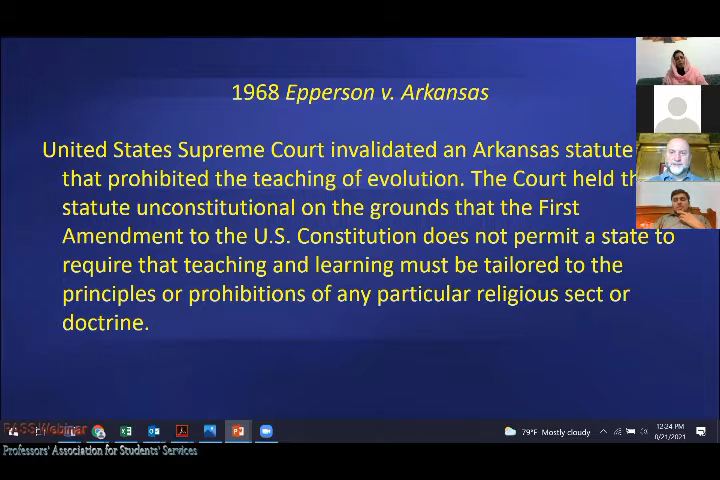 1968 Epperson v. Arkansas
United States Supreme Court invalidated an Arkansas statute
that prohibited the teaching of evolution. The Court held
statute unconstitutional on the grounds that the First
Amendment to the U.S. Constitution does not permit a state to
require that teaching and learning must be tailored to the
principles or prohibitions of any particular religious sect or
doctrine.
PASS Webinar
79°F Mostly cloudy
12:34 PM
8/21/2021
Professors' Association for Students' Services